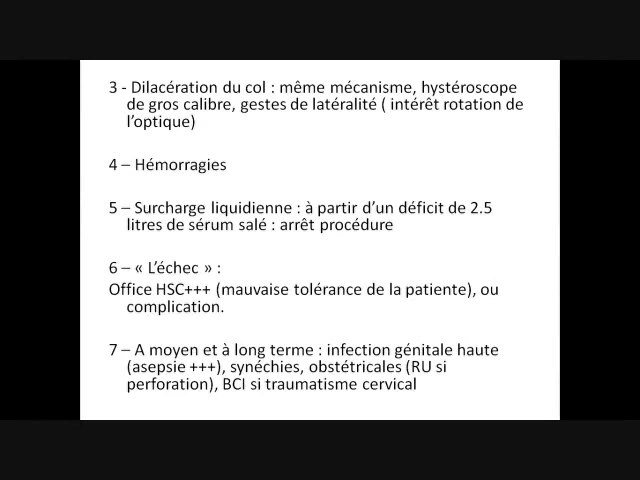 3 - Dilacération du col : même mécanisme, hystéroscope
de gros calibre, gestes de latéralité ( intérêt rotation de
l'optique)
4 – Hémorragies
5 – Surcharge liquidienne : à partir d'un déficit de 2.5
litres de sérum salé : arrêt procédure
6 – « L'échec » :
Office HSC+++ (mauvaise tolérance de la patiente), ou
complication.
7 – A moyen et à long terme : infection génitale haute
(asepsie +++), synéchies, obstétricales (RU si
perforation), BCI si traumatisme cervical